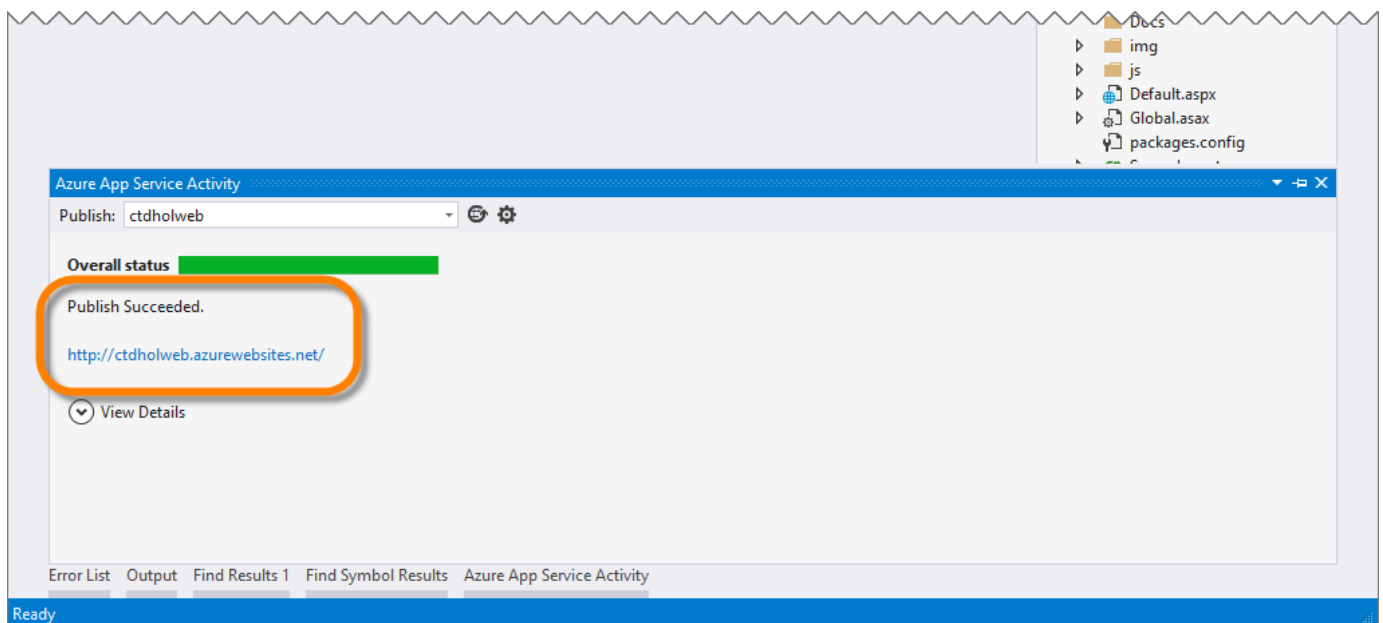 Docs
img
js
Default.aspx
Global.asax
packages.config
Azure App Service Activity
Publish: ctdholweb
Overall status
Publish Succeeded.
http://ctdholweb.azurewebsites.net/
View Details
Error List Output Find Results 1 Find Symbol Results Azure App Service Activity
Ready